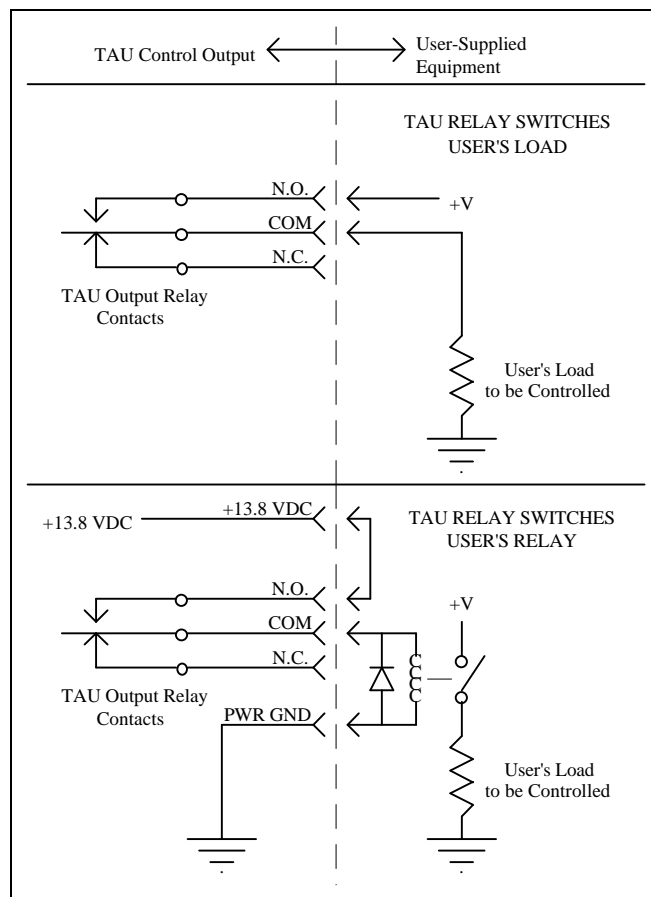 TAU Control Output
User-Supplied
Equipment
TAU RELAY SWITCHES
USER'S LOAD
N.O.
+V
COM
N.C.
TAU Output Relay
Contacts
User's Load
to be Controlled
+13.8 VDC
+13.8 VDC
TAU RELAY SWITCHES
USER'S RELAY
N.O.
+V
COM
N.C.
TAU Output Relay
Contacts
PWR GND
User's Load
to be Controlled